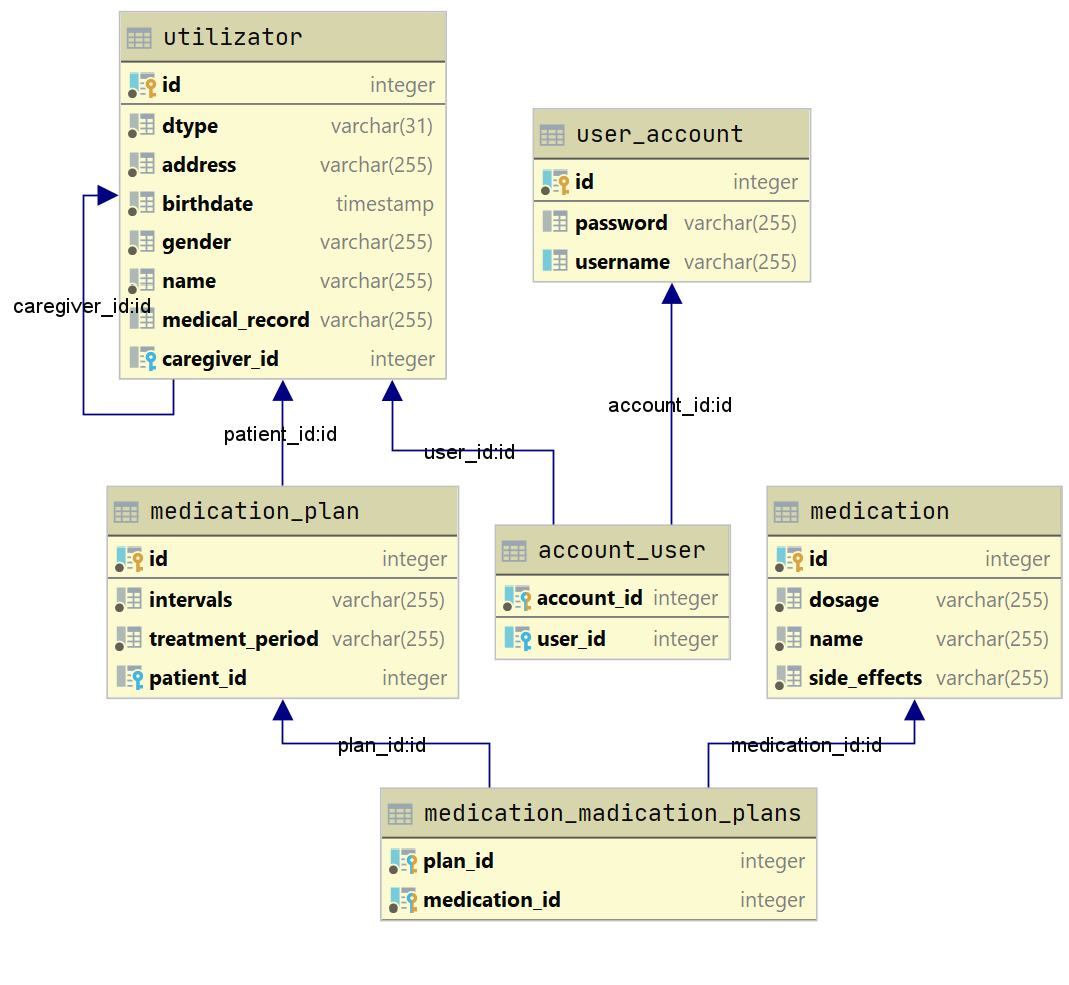 utilizator
id integer
dtype varchar(31)
address varchar(255)
birthdate timestamp
gender varchar(255)
name varchar(255)
medical_record varchar(255)
caregiver_id integer
caregiver_id:id
user_account
id integer
password varchar(255)
username varchar(255)
account_id:id
patient_id:id
user_id:id
medication_plan
id integer
intervals varchar(255)
treatment_period varchar(255)
patient_id integer
account_user
account_id integer
user_id integer
medication
id integer
dosage varchar(255)
name varchar(255)
side_effects varchar(255)
plan_id:id
medication_id:id
medication_madication_plans
plan_id integer
medication_id integer